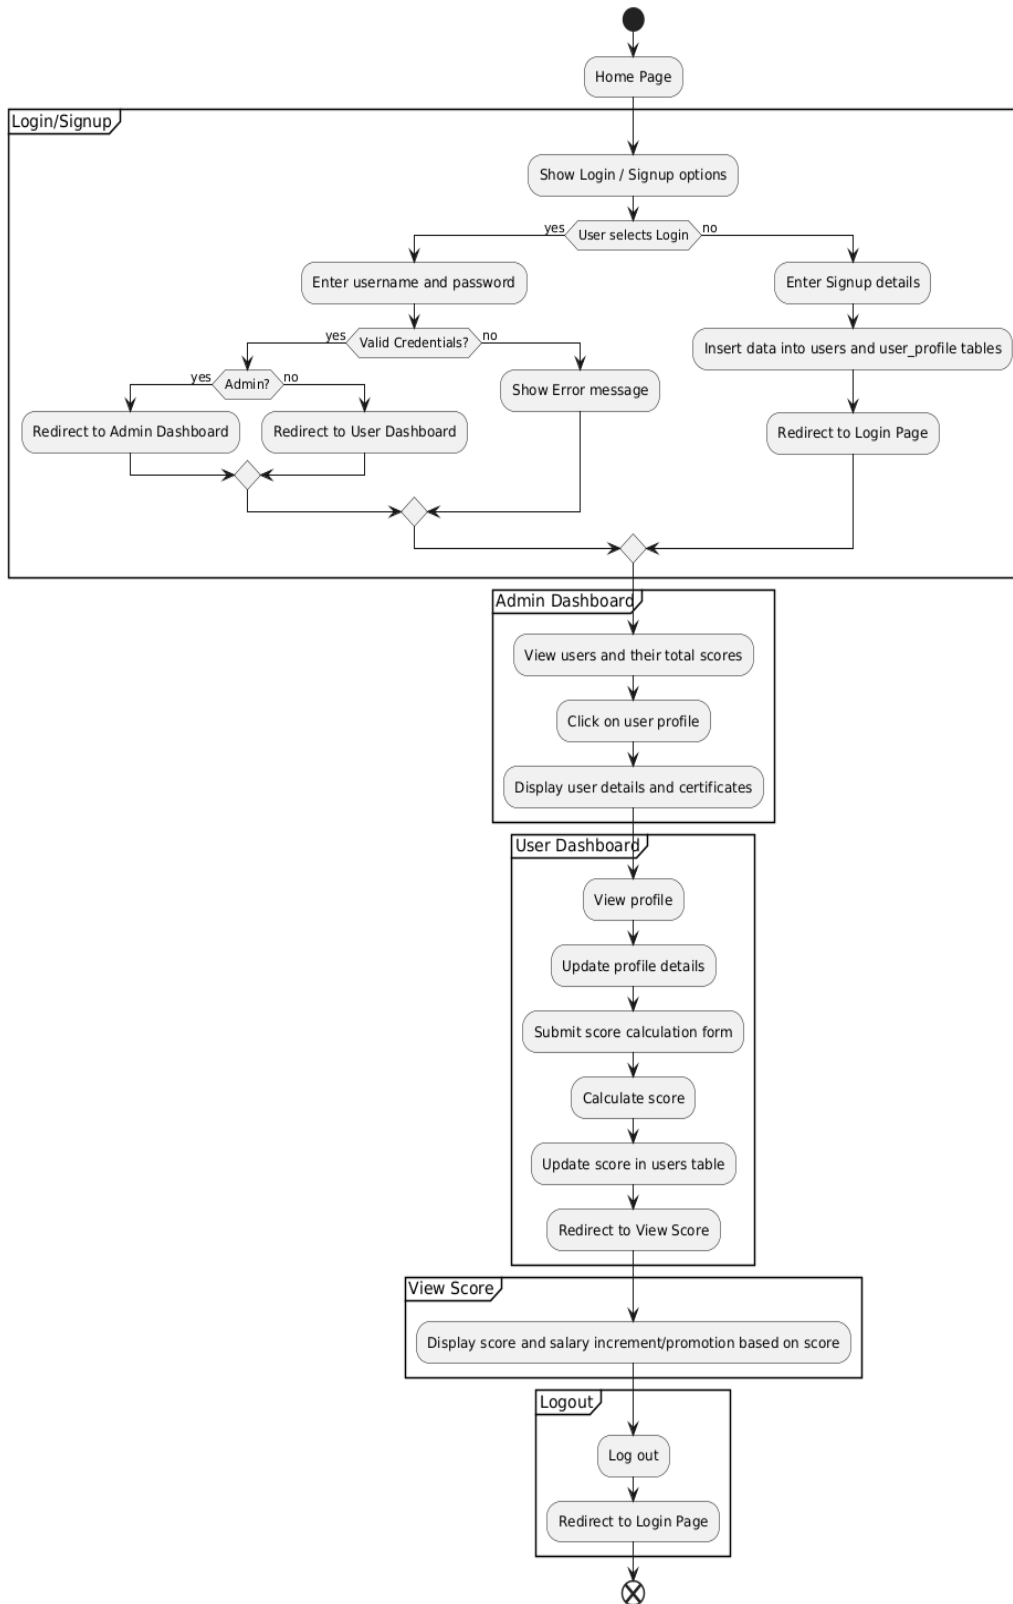 Home Page
Login/Signup
Show Login / Signup options
yes
User selects Login
no
Enter username and password
Enter Signup details
yes
Valid Credentials?
no
Insert data into users and user_profile tables
yes
Admin?
no
Show Error message
Redirect to Admin Dashboard
Redirect to User Dashboard
Redirect to Login Page
Admin Dashboard
View users and their total scores
Click on user profile
Display user details and certificates
User Dashboard
View profile
Update profile details
Submit score calculation form
Calculate score
Update score in users table
Redirect to View Score
View Score
Display score and salary increment/promotion based on score
Logout
Log out
Redirect to Login Page